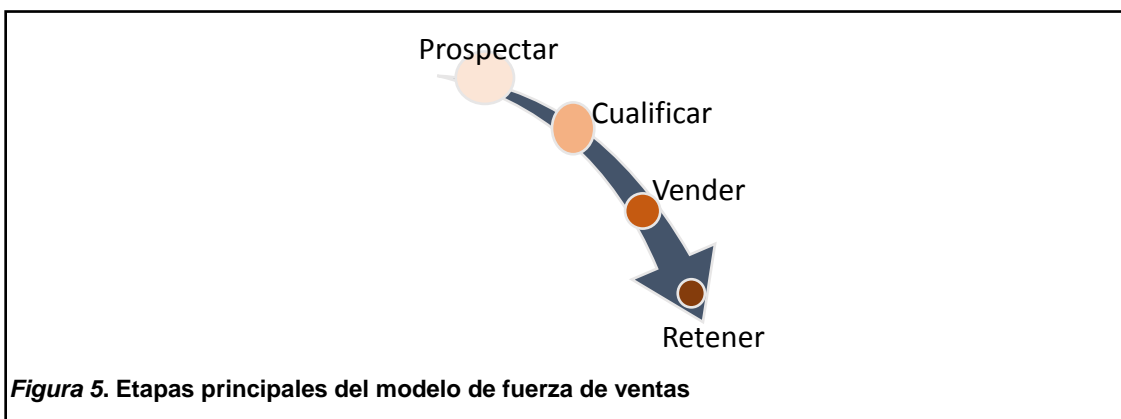 Prospectar
Cualificar
Vender
Retener
Figura 5. Etapas principales del modelo de fuerza de ventas